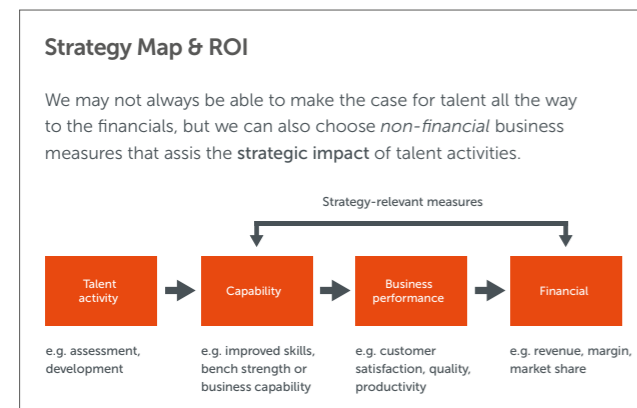 Strategy Map & ROI
We may not always be able to make the case for talent all the way
to the financials, but we can also choose non-financial business
measures that assis the strategic impact of talent activities.
Strategy-relevant measures
Talent
activity
Capability
Business
performance
Financial
e.g. assessment,
development
e.g. improved skills,
bench strength or
business capability
e.g. customer
satisfaction, quality,
productivity
e.g. revenue, margin,
market share